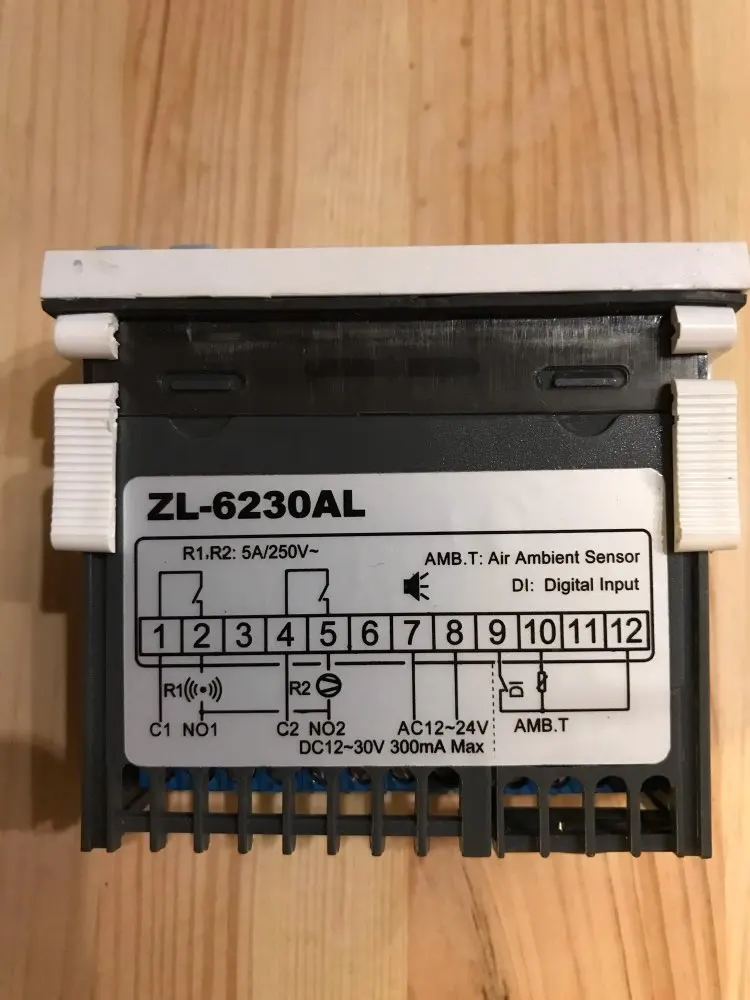 ZL-6230AL
R1,R2: 5A/250V~
AMB.T: Air Ambient Sensor
DI: Digital Input
1 2 3 4 5 6 7 8 9 10 11 12
R1 R2 DI
C1 NO1 C2 NO2 AC12~24V AMB.T
DC12~30V 300mA Max